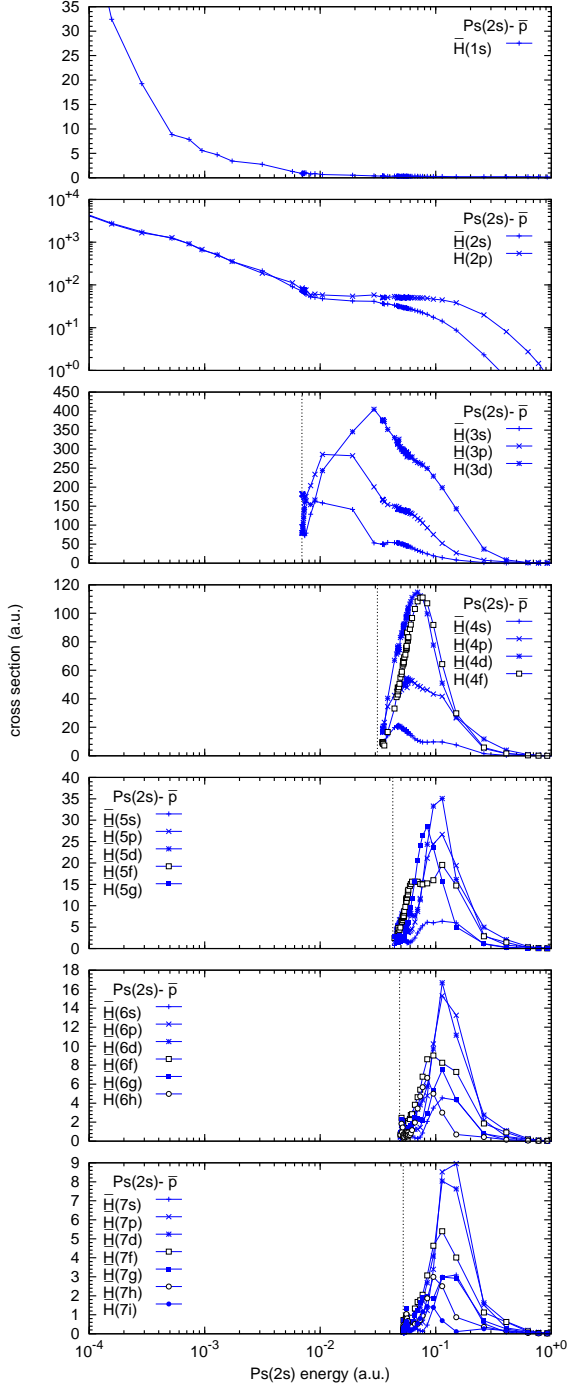 35
30
25
20
15
10
5
0
Ps(2s)- p̅
H̅(1s)
10+4
10+3
10+2
10+1
10+0
Ps(2s)- p̅
H̅(2s)
H̅(2p)
450
400
350
300
250
200
150
100
50
0
Ps(2s)- p̅
H̅(3s)
H̅(3p)
H̅(3d)
cross section (a.u.)
120
100
80
60
40
20
0
Ps(2s)- p̅
H̅(4s)
H̅(4p)
H̅(4d)
H̅(4f)
40
35
30
25
20
15
10
5
0
Ps(2s)- p̅
H̅(5s)
H̅(5p)
H̅(5d)
H̅(5f)
H̅(5g)
18
16
14
12
10
8
6
4
2
0
Ps(2s)- p̅
H̅(6s)
H̅(6p)
H̅(6d)
H̅(6f)
H̅(6g)
H̅(6h)
9
8
7
6
5
4
3
2
1
0
Ps(2s)- p̅
H̅(7s)
H̅(7p)
H̅(7d)
H̅(7f)
H̅(7g)
H̅(7h)
H̅(7i)
10-4 10-3 10-2 10-1 10+0
Ps(2s) energy (a.u.)